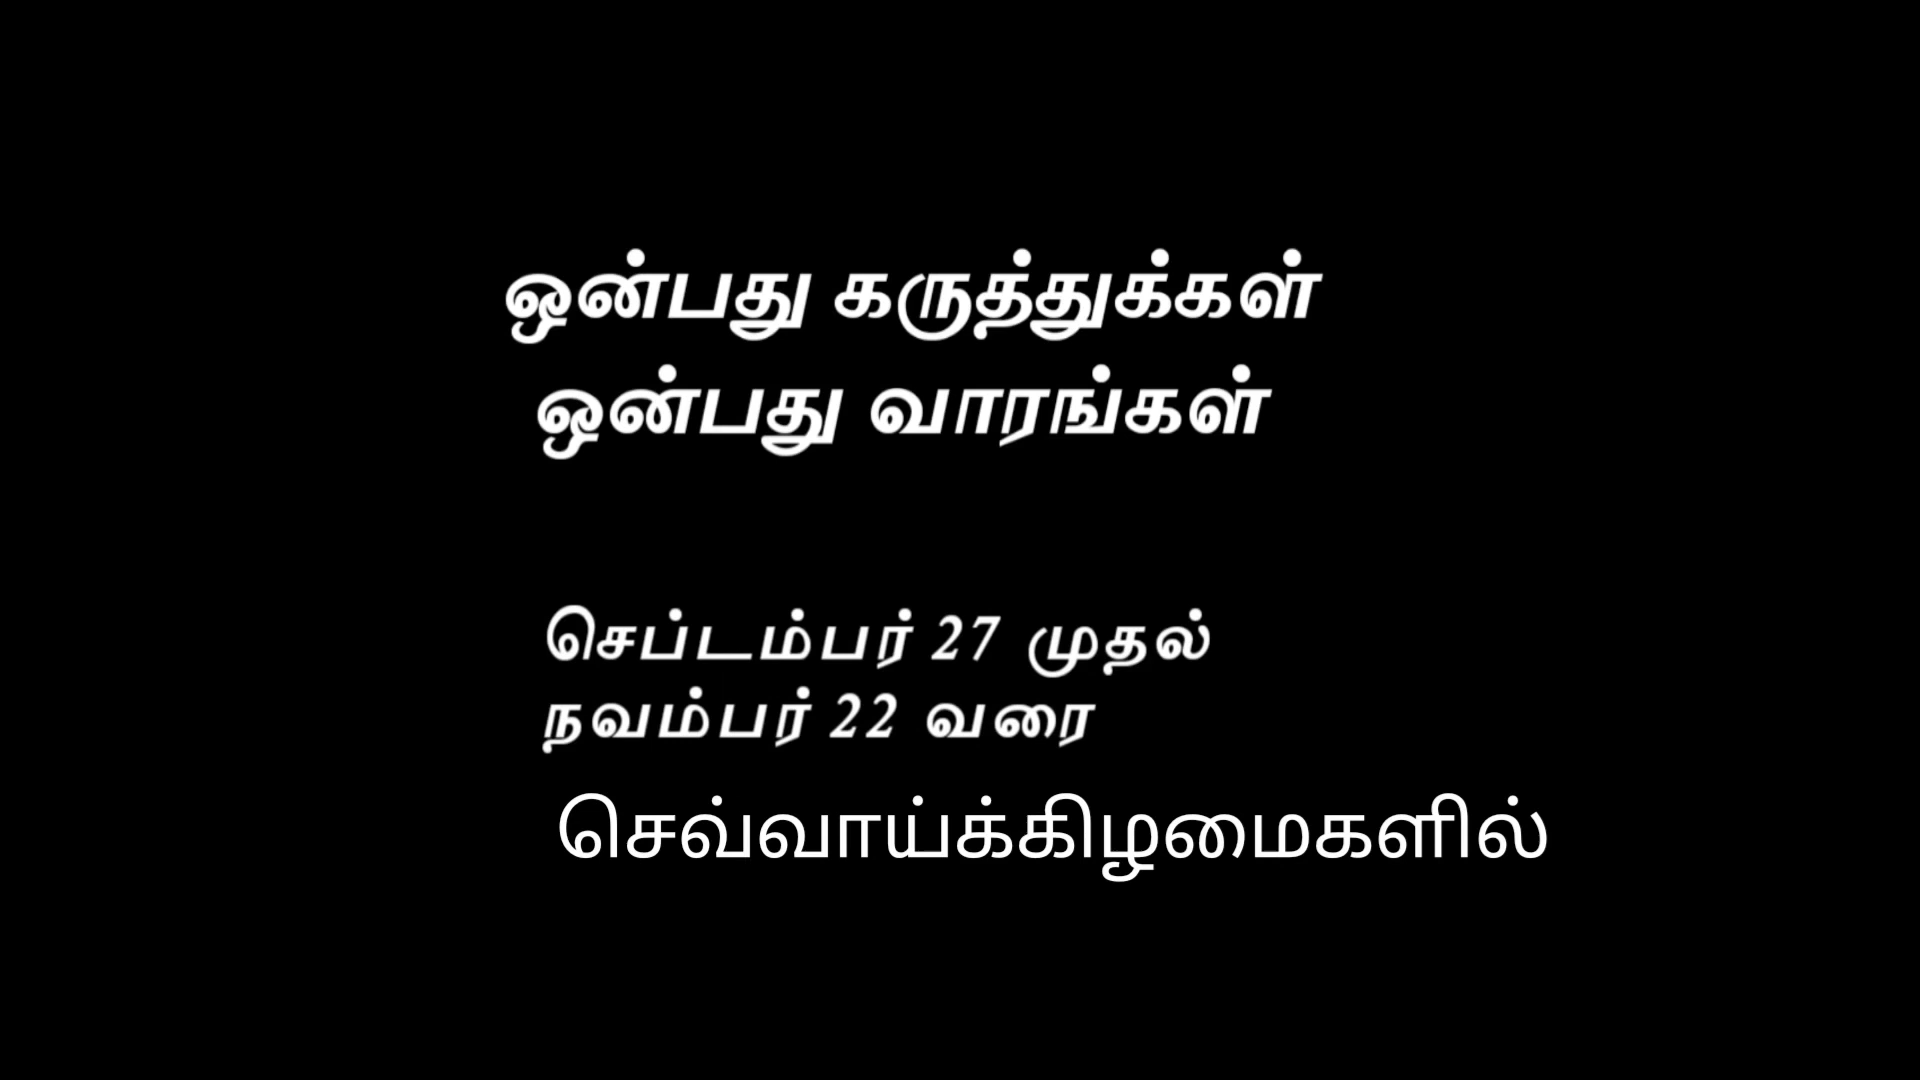 ஒன்பது கருத்துக்கள்
ஒன்பது வாரங்கள்
செப்டம்பர் 27 முதல்
நவம்பர் 22 வரை
செவ்வாய்க்கிழமைகளில்